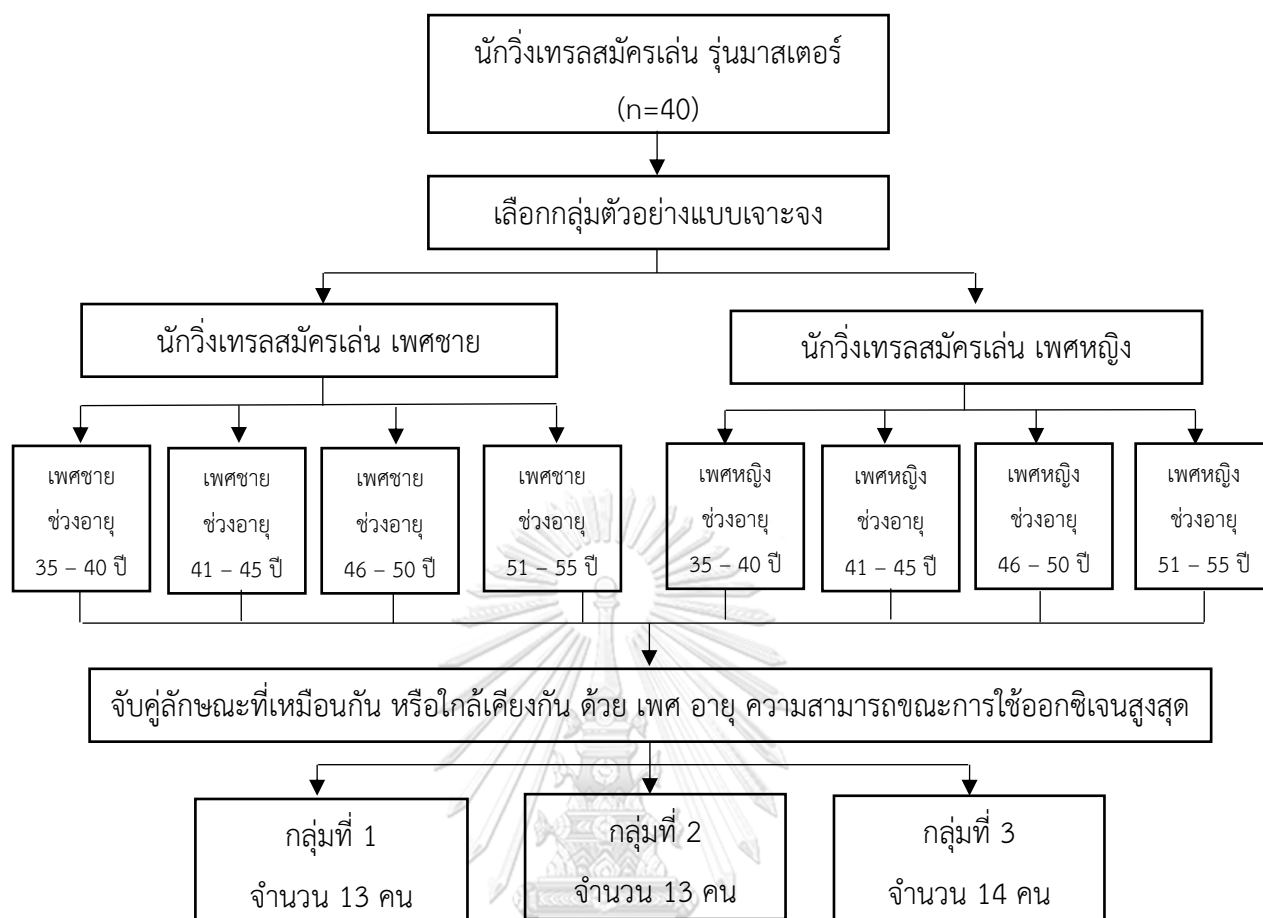 นักวิ่งเทรลสมัครเล่น รุ่นมาสเตอร์
(n=40)
เลือกกลุ่มตัวอย่างแบบเจาะจง
นักวิ่งเทรลสมัครเล่น เพศชาย
นักวิ่งเทรลสมัครเล่น เพศหญิง
เพศชาย
ช่วงอายุ
35 – 40 ปี
เพศชาย
ช่วงอายุ
41 – 45 ปี
เพศชาย
ช่วงอายุ
46 – 50 ปี
เพศชาย
ช่วงอายุ
51 – 55 ปี
เพศหญิง
ช่วงอายุ
35 – 40 ปี
เพศหญิง
ช่วงอายุ
41 – 45 ปี
เพศหญิง
ช่วงอายุ
46 – 50 ปี
เพศหญิง
ช่วงอายุ
51 – 55 ปี
จับคู่ลักษณะที่เหมือนกัน หรือใกล้เคียงกัน ด้วย เพศ อายุ ความสามารถขณะการใช้ออกซิเจนสูงสุด
กลุ่มที่ 1
จำนวน 13 คน
กลุ่มที่ 2
จำนวน 13 คน
กลุ่มที่ 3
จำนวน 14 คน